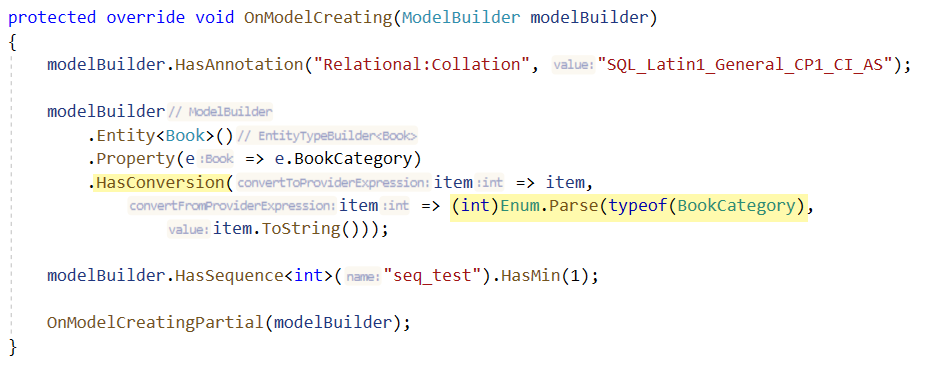 protected override void OnModelCreating(ModelBuilder modelBuilder)
{
    modelBuilder.HasAnnotation("Relational:Collation", value: "SQL_Latin1_General_CP1_CI_AS");

    modelBuilder // ModelBuilder
        .Entity<Book>() // EntityTypeBuilder<Book>
        .Property(e :Book => e.BookCategory)
        .HasConversion( convertToProviderExpression: item :int => item,
            convertFromProviderExpression: item :int => (int)Enum.Parse(typeof(BookCategory),
                value: item.ToString()));

    modelBuilder.HasSequence<int>( name: "seq_test").HasMin(1);

    OnModelCreatingPartial(modelBuilder);
}